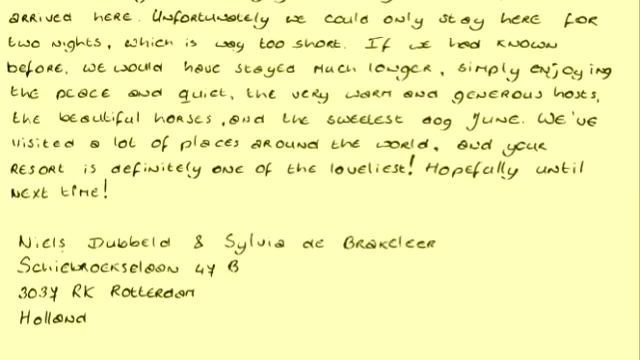 arrived here. Unfortunately we could only stay here for
two nights, which is way too short. If we had known
before, we would have stayed much longer, simply enjoying
the peace and quiet, the very warm and generous hosts,
the beautiful horses, and the sweetest dog June. We've
visited a lot of places around the world, and your
resort is definitely one of the loveliest! Hopefully until
next time!
Niels Dubbeld & Sylvia de Brakeleer
47 B
3037 RK Rotterdam
Holland